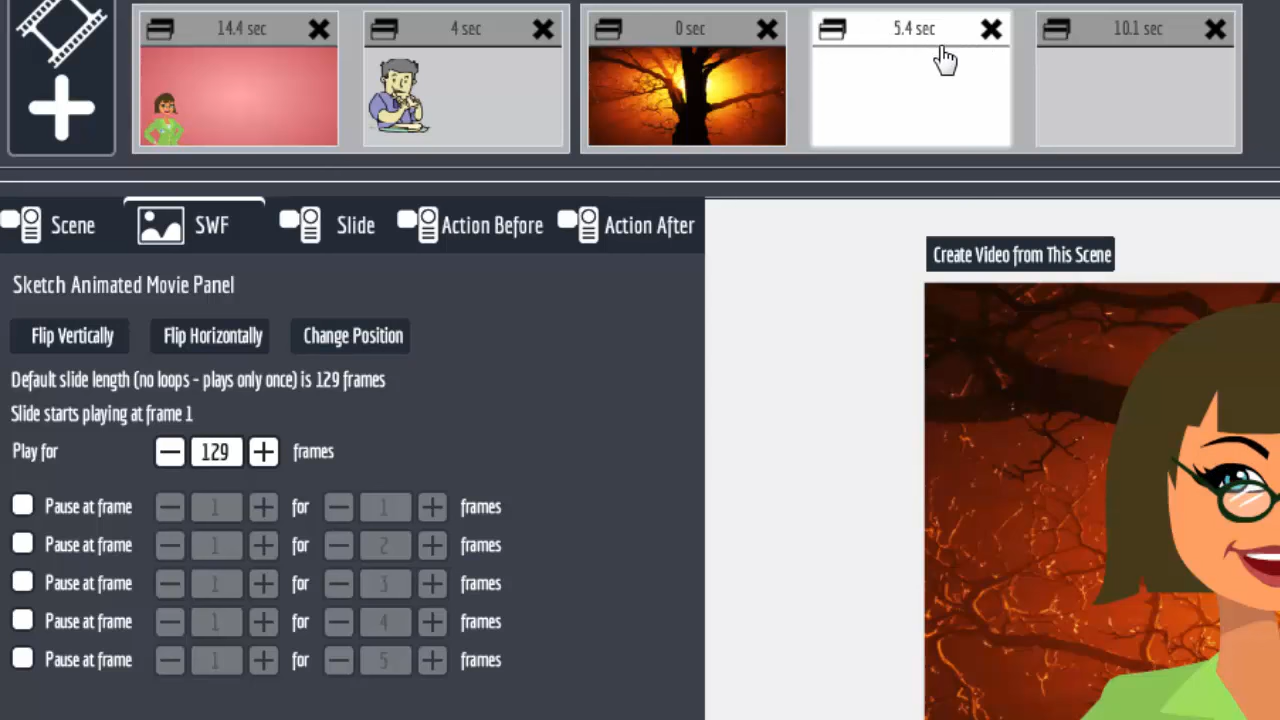 14.4 sec
4 sec
0 sec
5.4 sec
10.1 sec
Scene
SWF
Slide
Action Before
Action After
Create Video from This Scene
Sketch Animated Movie Panel
Flip Vertically
Flip Horizontally
Change Position
Default slide length (no loops - plays only once) is 129 frames
Slide starts playing at frame 1
Play for 129 frames
Pause at frame 1 for 1 frames
Pause at frame 1 for 2 frames
Pause at frame 1 for 3 frames
Pause at frame 1 for 4 frames
Pause at frame 1 for 5 frames